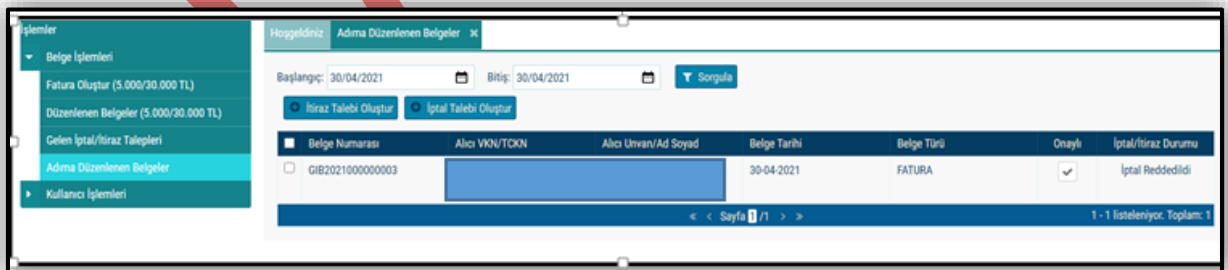 İşlemler
Belge İşlemleri
Fatura Oluştur (5.000/30.000 TL)
Düzenlenen Belgeler (5.000/30.000 TL)
Gelen İptal/İtiraz Talepleri
Adıma Düzenlenen Belgeler
Kullanıcı İşlemleri
Hoşgeldiniz Adıma Düzenlenen Belgeler ×
Başlangıç: 30/04/2021 Bitiş: 30/04/2021 Sorgula
İtiraz Talebi Oluştur İptal Talebi Oluştur
Belge Numarası Alıcı VKN/TCKN Alıcı Unvan/Ad Soyad Belge Tarihi Belge Türü Onaylı İptal/İtiraz Durumu
GIB2021000000003 30-04-2021 FATURA İptal Reddedildi
« < Sayfa 1 /1 > » 1 - 1 listeleniyor. Toplam: 1